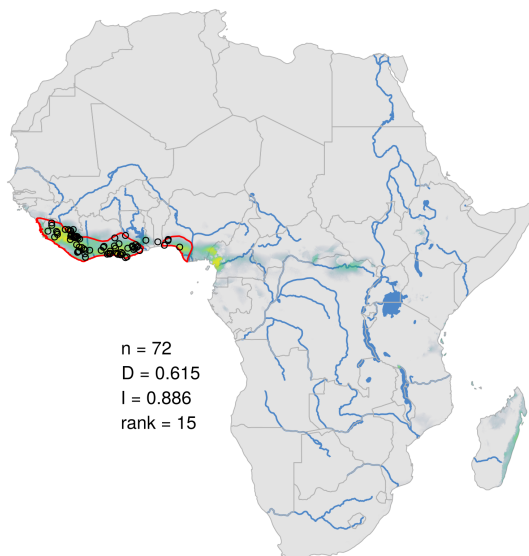 n = 72
D = 0.615
I = 0.886
rank = 15